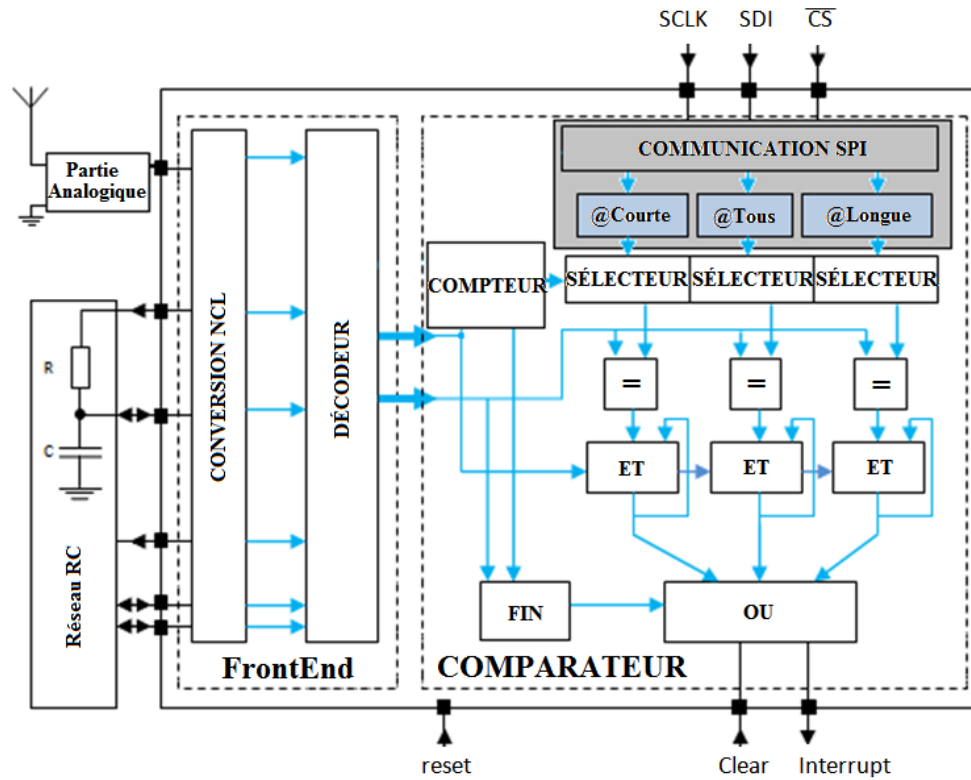 SCLK SDI CS
Partie
Analogique
COMMUNICATION SPI
@Courte @Tous @Longue
COMPTEUR SÉLECTEUR SÉLECTEUR SÉLECTEUR
CONVERSION NCL
DÉCODEUR
R
C
Réseau RC
= = =
ET ET ET
FIN OU
FrontEnd COMPARATEUR
reset Clear Interrupt